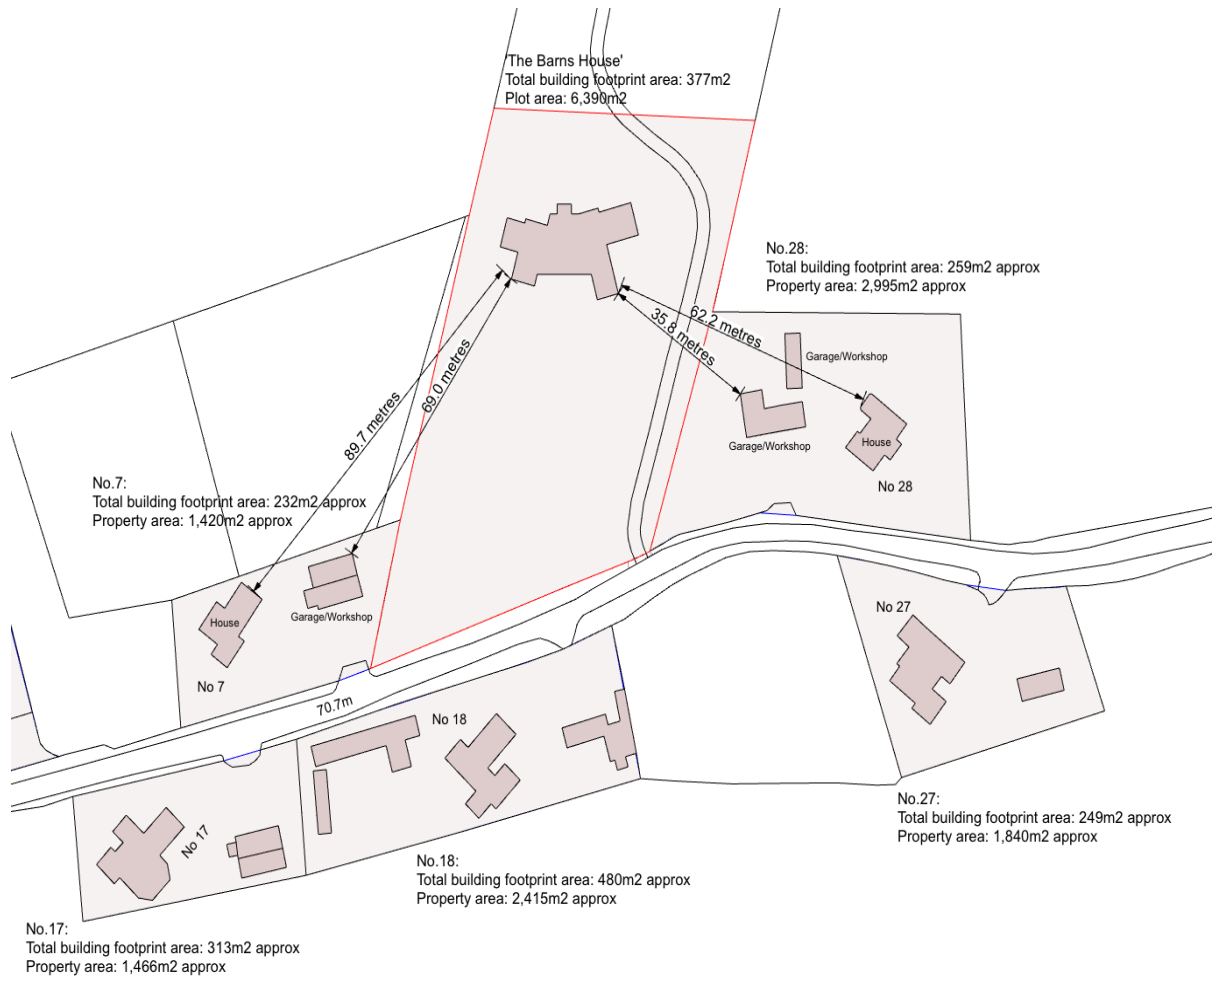 'The Barns House'
Total building footprint area: 377m2
Plot area: 6,390m2
No.28:
Total building footprint area: 259m2 approx
Property area: 2,995m2 approx
62.2 metres
35.8 metres
Garage/Workshop
69.0 metres
89.7 metres
Garage/Workshop
House
No 28
No.7:
Total building footprint area: 232m2 approx
Property area: 1,420m2 approx
House
Garage/Workshop
No 7
No 27
70.7m
No 18
No 17
No.27:
Total building footprint area: 249m2 approx
Property area: 1,840m2 approx
No.18:
Total building footprint area: 480m2 approx
Property area: 2,415m2 approx
No.17:
Total building footprint area: 313m2 approx
Property area: 1,466m2 approx